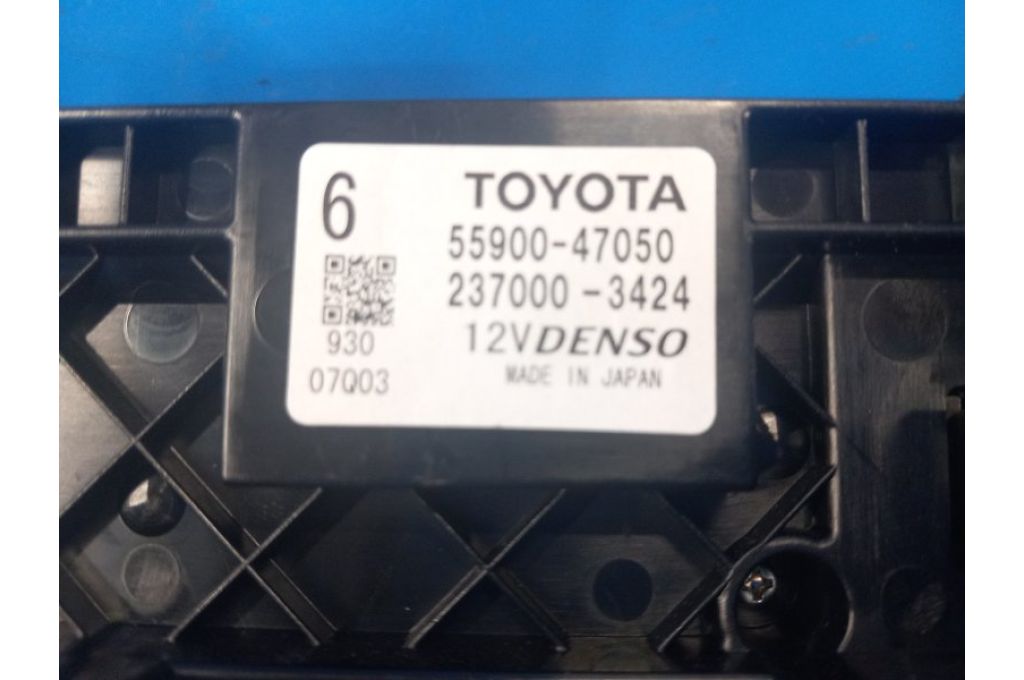 6
TOYOTA
55900-47050
237000-3424
12V DENSO
MADE IN JAPAN
930
07Q03